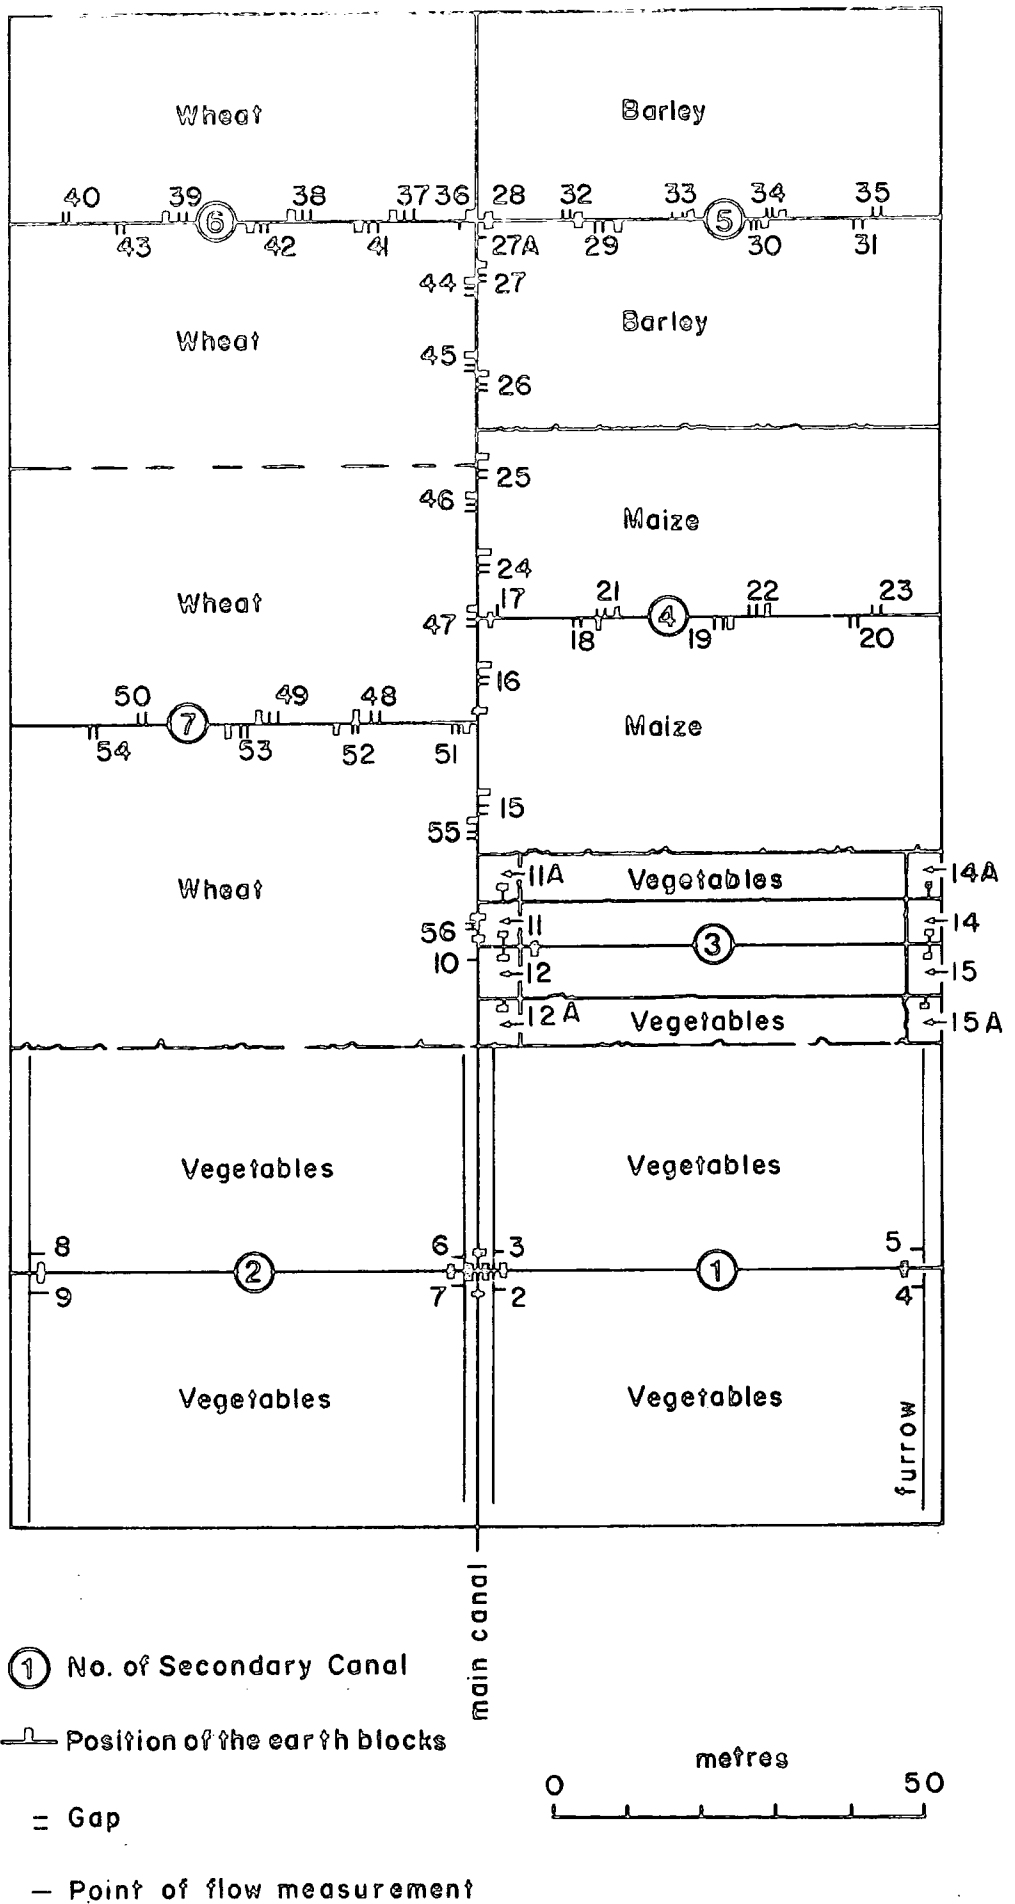 Wheat Barley
40 39 38 37 36 28 32 33 34 35
6 5
43 42 41 27A 29 30 31
44 27
Wheat Barley
45
26
25
46
Maize
24
Wheat
17 21 22 23
47 4
18 19 20
16
50 49 48
7 Maize
54 53 52 51
15
55
11A Vegetables 14A
Wheat
56 11 14
3
10 12 15
12A Vegetables 15A
Vegetables Vegetables
8 6 3 5
2 1
9 7 2 4
Vegetables Vegetables
furrow
main canal
1 No. of Secondary Canal
Position of the earth blocks
metres
0 50
= Gap
– Point of flow measurement